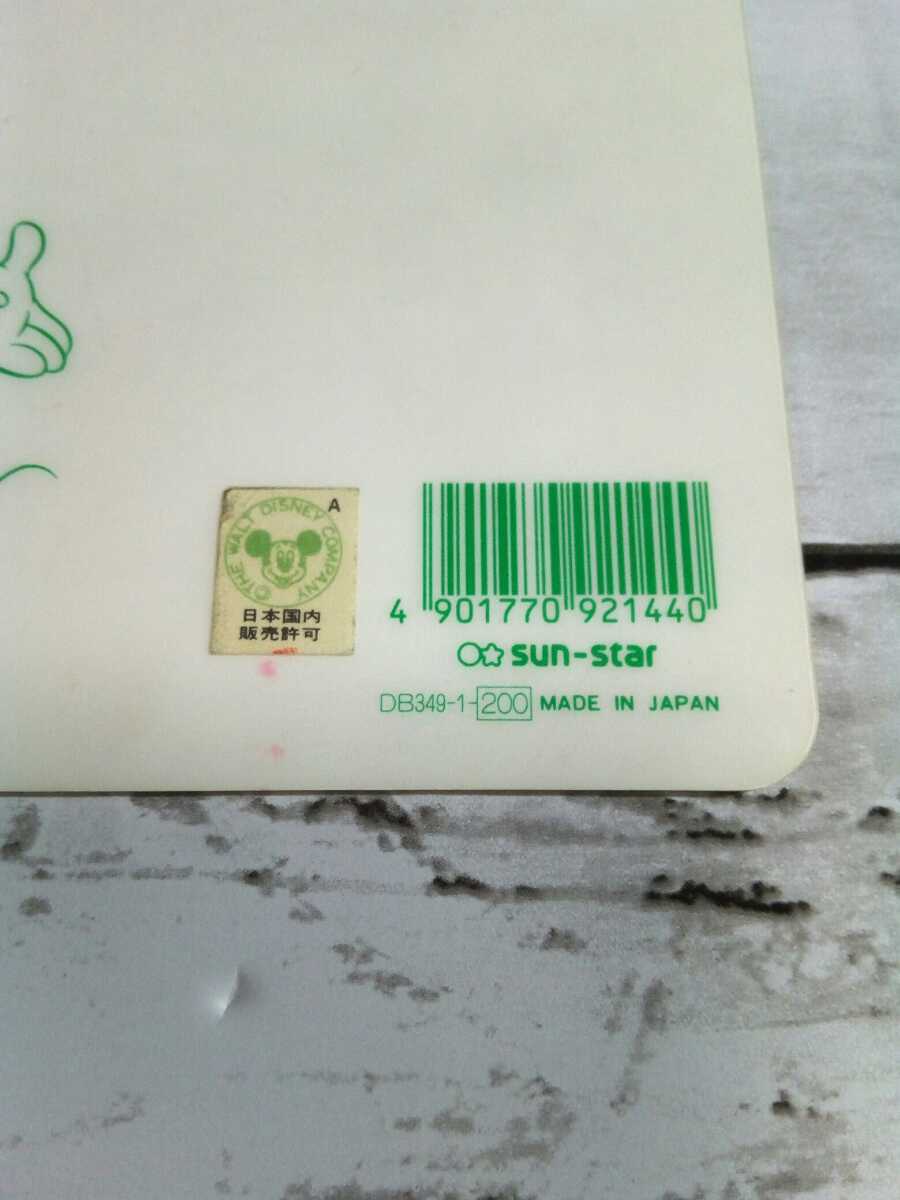 A
©THE WALT DISNEY COMPANY
日本国内
販売許可
4 901770 921440
sun-star
DB349-1-200 MADE IN JAPAN